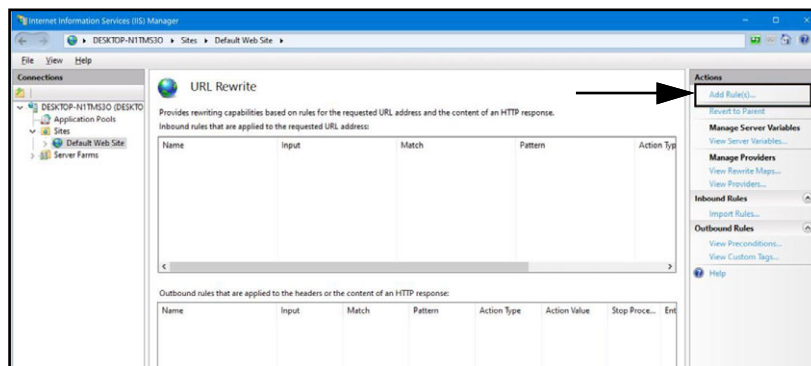 Internet Information Services (IIS) Manager
DESKTOP-N1TMS3O Sites Default Web Site
File View Help
Connections
DESKTOP-N1TMS3O (DESKTO
Application Pools
Sites
Default Web Site
Server Farms
URL Rewrite
Provides rewriting capabilities based on rules for the requested URL address and the content of an HTTP response.
Inbound rules that are applied to the requested URL address:
Name Input Match Pattern Action Typ
Outbound rules that are applied to the headers or the content of an HTTP response:
Name Input Match Pattern Action Type Action Value Stop Proce... Ent
Actions
Add Rule(s)...
Revert to Parent
Manage Server Variables
View Server Variables...
Manage Providers
View Rewrite Maps...
View Providers...
Inbound Rules
Import Rules...
Outbound Rules
View Preconditions...
View Custom Tags...
Help